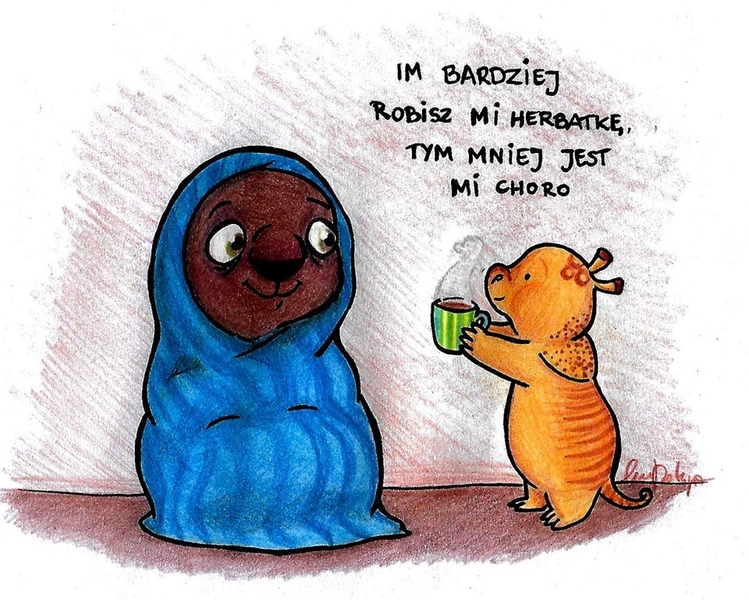 IM BARDZIEJ
ROBISZ MI HERBATKĘ,
TYM MNIEJ JEST
MI CHORO